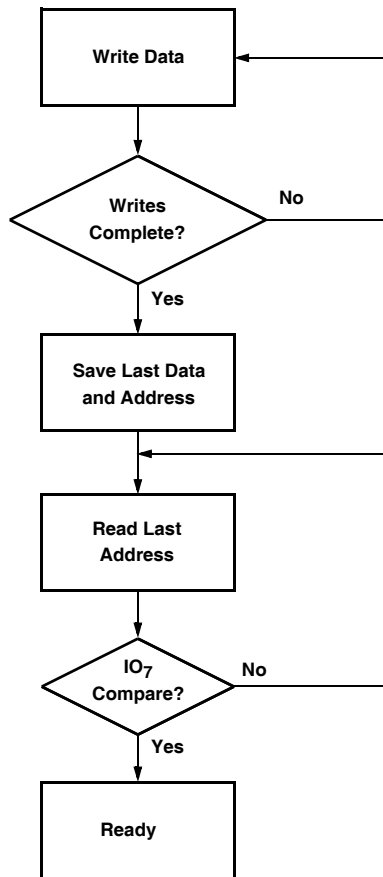 Write Data
Writes
Complete?
No
Yes
Save Last Data
and Address
Read Last
Address
IO7
Compare?
No
Yes
Ready